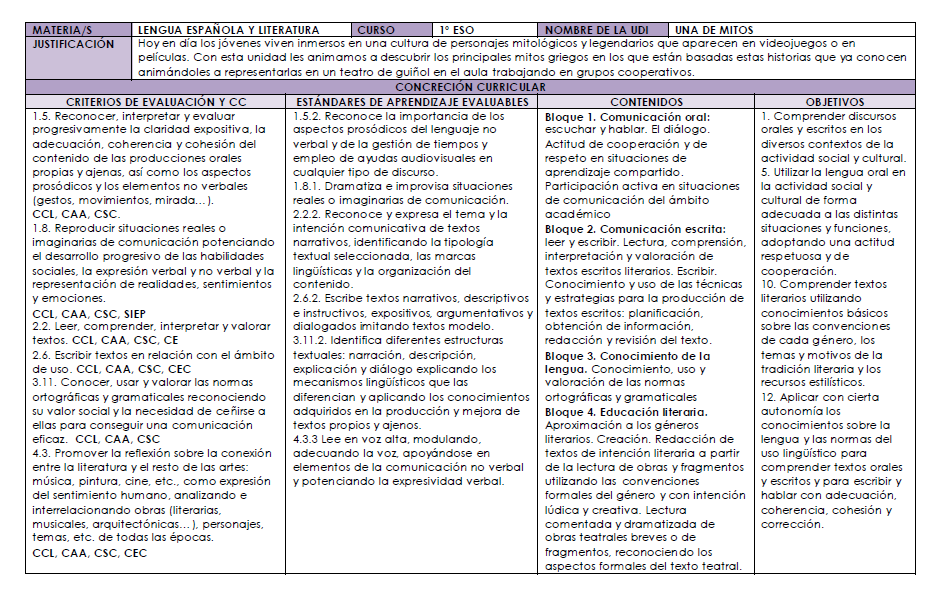 MATERIA/S LENGUA ESPAÑOLA Y LITERATURA CURSO 1º ESO NOMBRE DE LA UDI UNA DE MITOS
JUSTIFICACIÓN Hoy en día los jóvenes viven inmersos en una cultura de personajes mitológicos y legendarios que aparecen en videojuegos o en
películas. Con esta unidad les animamos a descubrir los principales mitos griegos en los que están basadas estas historias que ya conocen
animándoles a representarlas en un teatro de guiñol en el aula trabajando en grupos cooperativos.
CONCRECIÓN CURRICULAR
CRITERIOS DE EVALUACIÓN Y CC
1.5. Reconocer, interpretar y evaluar
progresivamente la claridad expositiva, la
adecuación, coherencia y cohesión del
contenido de las producciones orales
propias y ajenas, así como los aspectos
prosódicos y los elementos no verbales
(gestos, movimientos, mirada…).
CCL, CAA, CSC.
1.8. Reproducir situaciones reales o
imaginarias de comunicación potenciando
el desarrollo progresivo de las habilidades
sociales, la expresión verbal y no verbal y la
representación de realidades, sentimientos
y emociones.
CCL, CAA, CSC, SIEP
2.2. Leer, comprender, interpretar y valorar
textos. CCL, CAA, CSC, CE
2.6. Escribir textos en relación con el ámbito
de uso. CCL, CAA, CSC, CEC
3.11. Conocer, usar y valorar las normas
ortográficas y gramaticales reconociendo
su valor social y la necesidad de ceñirse a
ellas para conseguir una comunicación
eficaz. CCL, CAA, CSC
4.3. Promover la reflexión sobre la conexión
entre la literatura y el resto de las artes:
música, pintura, cine, etc., como expresión
del sentimiento humano, analizando e
interrelacionando obras (literarias,
musicales, arquitectónicas…), personajes,
temas, etc. de todas las épocas.
CCL, CAA, CSC, CEC
ESTÁNDARES DE APRENDIZAJE EVALUABLES
1.5.2. Reconoce la importancia de los
aspectos prosódicos del lenguaje no
verbal y de la gestión de tiempos y
empleo de ayudas audiovisuales en
cualquier tipo de discurso.
1.8.1. Dramatiza e improvisa situaciones
reales o imaginarias de comunicación.
2.2.2. Reconoce y expresa el tema y la
intención comunicativa de textos
narrativos, identificando la tipología
textual seleccionada, las marcas
lingüísticas y la organización del
contenido.
2.6.2. Escribe textos narrativos, descriptivos
e instructivos, expositivos, argumentativos y
dialogados imitando textos modelo.
3.11.2. Identifica diferentes estructuras
textuales: narración, descripción,
explicación y diálogo explicando los
mecanismos lingüísticos que las
diferencian y aplicando los conocimientos
adquiridos en la producción y mejora de
textos propios y ajenos.
4.3.3 Lee en voz alta, modulando,
adecuando la voz, apoyándose en
elementos de la comunicación no verbal
y potenciando la expresividad verbal.
CONTENIDOS
Bloque 1. Comunicación oral:
escuchar y hablar. El diálogo.
Actitud de cooperación y de
respeto en situaciones de
aprendizaje compartido.
Participación activa en situaciones
de comunicación del ámbito
académico
Bloque 2. Comunicación escrita:
leer y escribir. Lectura, comprensión,
interpretación y valoración de
textos escritos literarios. Escribir.
Conocimiento y uso de las técnicas
y estrategias para la producción de
textos escritos: planificación,
obtención de información,
redacción y revisión del texto.
Bloque 3. Conocimiento de la
lengua. Conocimiento, uso y
valoración de las normas
ortográficas y gramaticales
Bloque 4. Educación literaria.
Aproximación a los géneros
literarios. Creación. Redacción de
textos de intención literaria a partir
de la lectura de obras y fragmentos
utilizando las convenciones
formales del género y con intención
lúdica y creativa. Lectura
comentada y dramatizada de
obras teatrales breves o de
fragmentos, reconociendo los
aspectos formales del texto teatral.
OBJETIVOS
1. Comprender discursos
orales y escritos en los
diversos contextos de la
actividad social y cultural.
5. Utilizar la lengua oral en
la actividad social y
cultural de forma
adecuada a las distintas
situaciones y funciones,
adoptando una actitud
respetuosa y de
cooperación.
10. Comprender textos
literarios utilizando
conocimientos básicos
sobre las convenciones
de cada género, los
temas y motivos de la
tradición literaria y los
recursos estilísticos.
12. Aplicar con cierta
autonomía los
conocimientos sobre la
lengua y las normas del
uso lingüístico para
comprender textos orales
y escritos y para escribir y
hablar con adecuación,
coherencia, cohesión y
corrección.